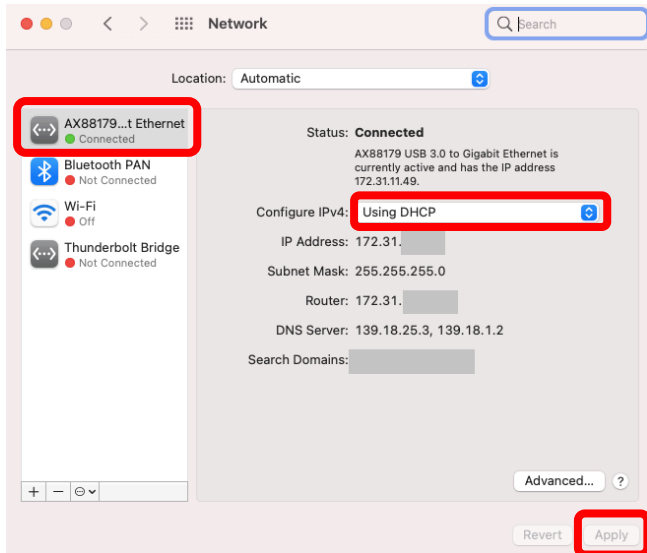 Network
Search
Location: Automatic
AX88179...t Ethernet
Connected
Bluetooth PAN
Not Connected
Wi-Fi
Off
Thunderbolt Bridge
Not Connected
Status: Connected
AX88179 USB 3.0 to Gigabit Ethernet is
currently active and has the IP address
172.31.11.49.
Configure IPv4: Using DHCP
IP Address: 172.31.
Subnet Mask: 255.255.255.0
Router: 172.31.
DNS Server: 139.18.25.3, 139.18.1.2
Search Domains:
Advanced... ?
Revert Apply